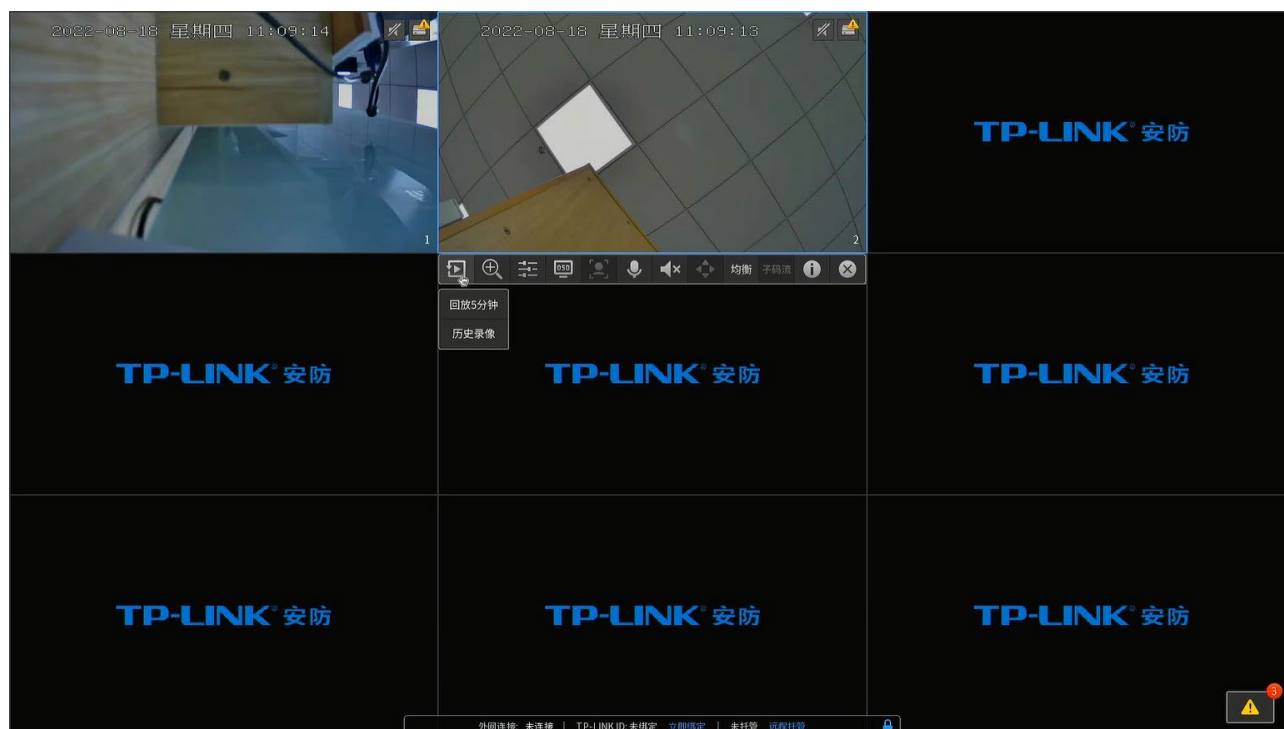 2022-08-18 星期四 11:09:14
2022-08-18 星期四 11:09:13
TP-LINK® 安防
1
2
OSD
均衡 子码流
回放5分钟
历史录像
TP-LINK® 安防
TP-LINK® 安防
TP-LINK® 安防
TP-LINK® 安防
TP-LINK® 安防
TP-LINK® 安防
3
外网连接: 未连接 | TP-LINK ID: 未绑定 立即绑定 | 未托管 远程托管